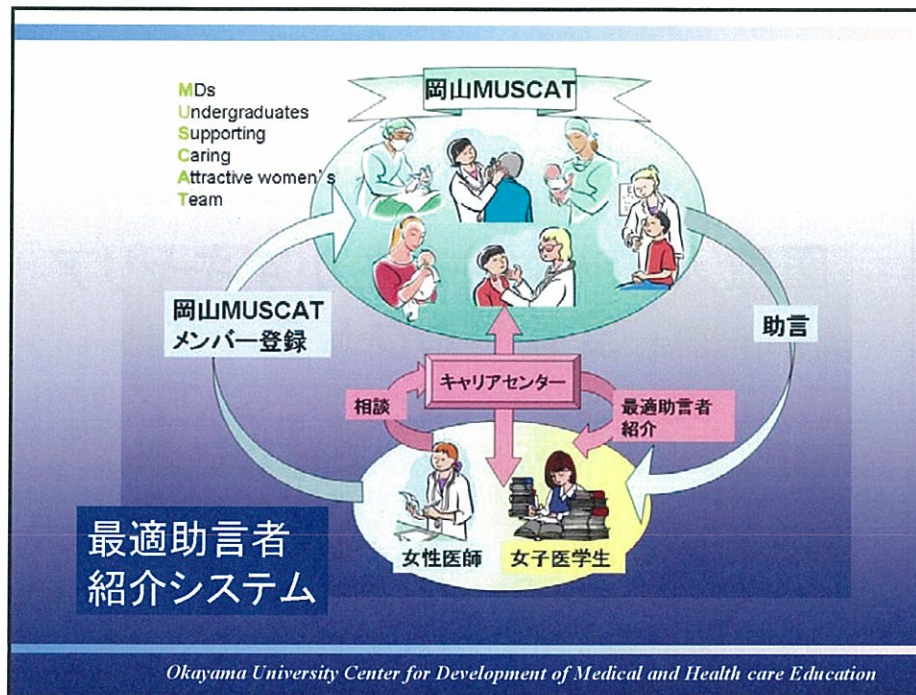 岡山MUSCAT
MDs
Undergraduates
Supporting
Caring
Attractive women's
Team
岡山MUSCAT
メンバー登録
助言
キャリアセンター
相談
最適助言者
紹介
女性医師
女子医学生
最適助言者
紹介システム
Okayama University Center for Development of Medical and Health care Education